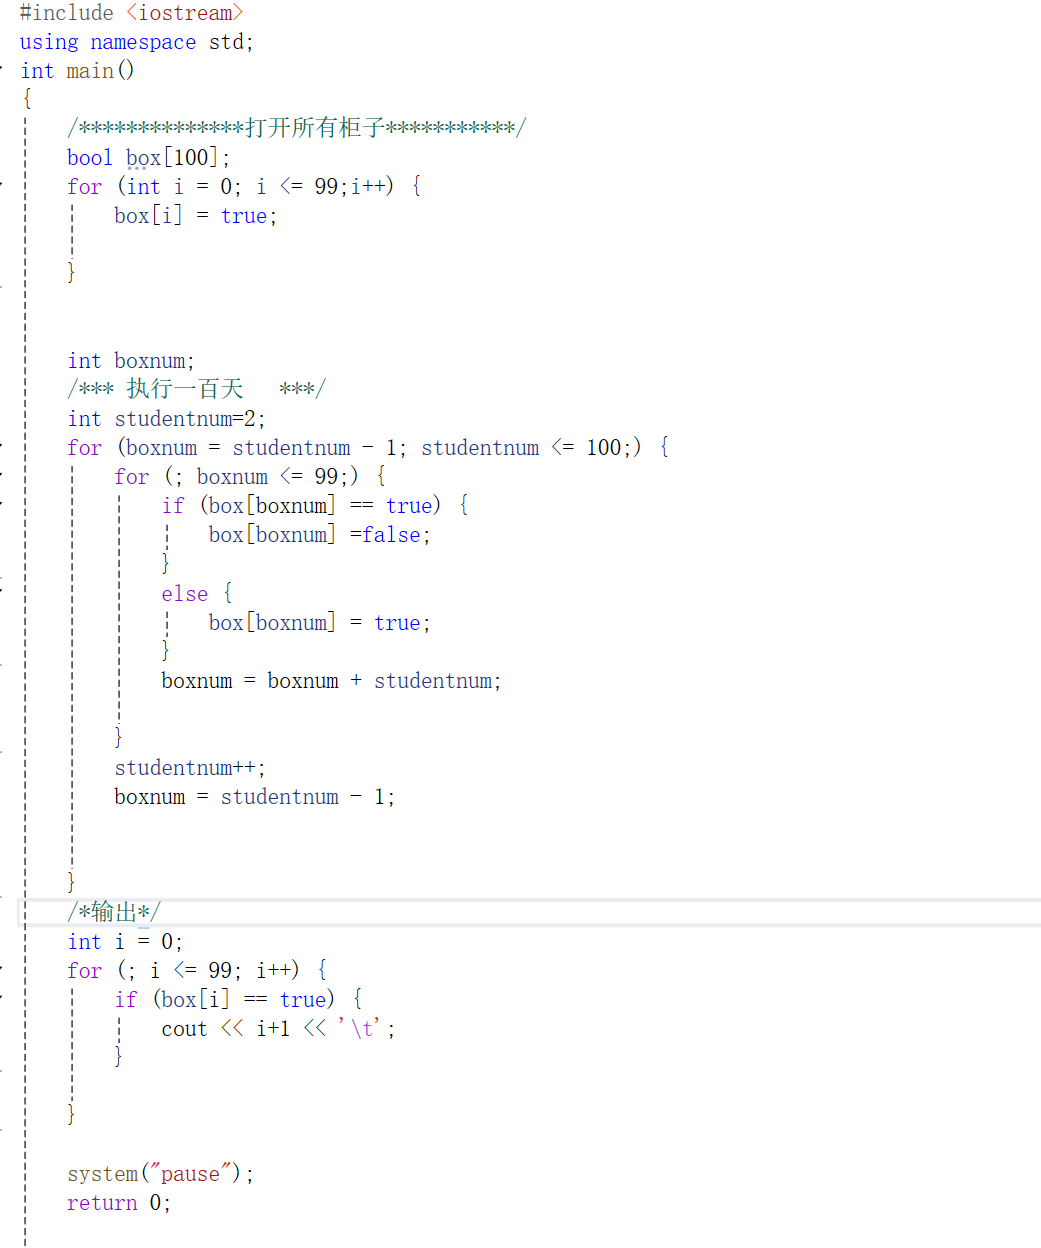 #include <iostream>
using namespace std;
int main()
{
/**************打开所有柜子***********/
bool box[100];
for (int i = 0; i <= 99;i++) {
box[i] = true;
}
int boxnum;
/*** 执行一百天   ***/
int studentnum=2;
for (boxnum = studentnum - 1; studentnum <= 100;) {
for (; boxnum <= 99;) {
if (box[boxnum] == true) {
box[boxnum] =false;
}
else {
box[boxnum] = true;
}
boxnum = boxnum + studentnum;
}
studentnum++;
boxnum = studentnum - 1;
}
/*输出*/
int i = 0;
for (; i <= 99; i++) {
if (box[i] == true) {
cout << i+1 << '\t';
}
}
system("pause");
return 0;